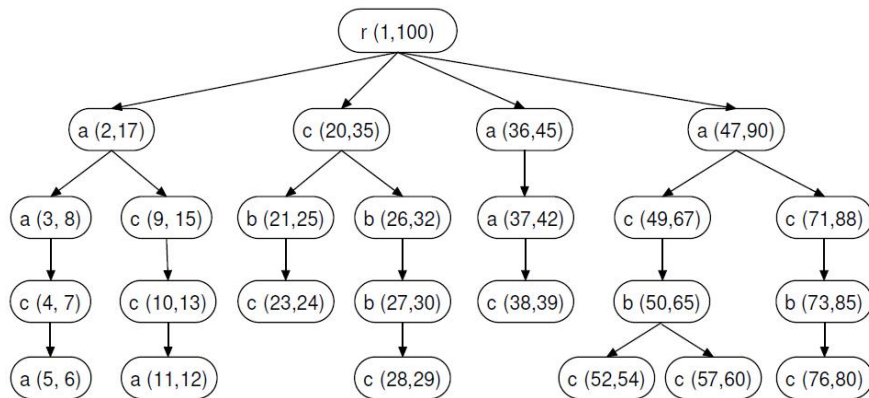 r (1,100)
a (2,17) c (20,35) a (36,45) a (47,90)
a (3, 8) c (9, 15) b (21,25) b (26,32) a (37,42) c (49,67) c (71,88)
c (4, 7) c (10,13) c (23,24) b (27,30) c (38,39) b (50,65) b (73,85)
a (5, 6) a (11,12) c (28,29) c (52,54) c (57,60) c (76,80)